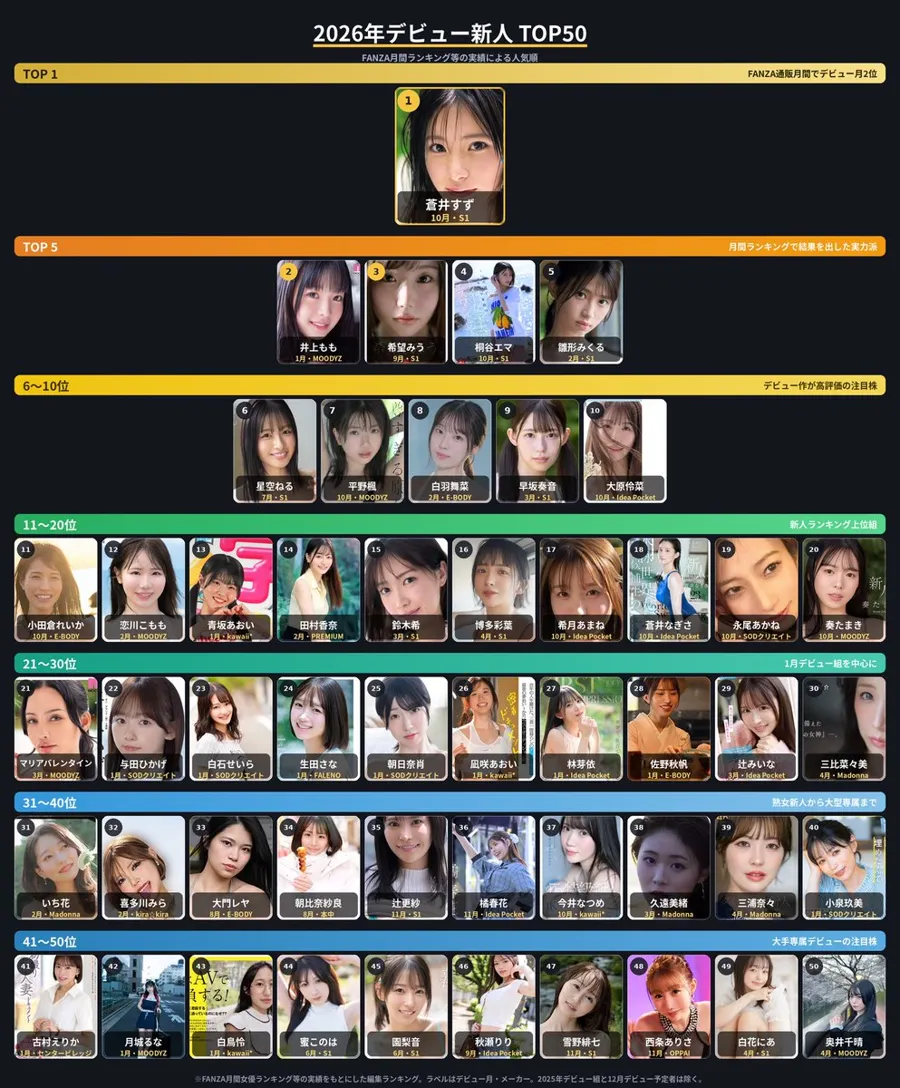 2026年デビュー新人 TOP50
FANZA月間ランキング等の実績による人気順
TOP 1
FANZA通販月間でデビュー月2位
1
蒼井すず
10月・S1
TOP 5
月間ランキングで結果を出した実力派
2
井上もも
1月・MOODYZ
3
希望みう
9月・S1
4
桐谷エマ
10月・S1
5
雛形みくる
2月・S1
6〜10位
デビュー作が高評価の注目株
6
星空ねる
7月・S1
7
平野楓
10月・MOODYZ
8
白羽舞菜
2月・E-BODY
9
早坂奏音
3月・S1
10
大原伶菜
10月・Idea Pocket
11〜20位
新人ランキング上位組
11
小田倉れいか
10月・E-BODY
12
恋川こもも
2月・MOODYZ
13
青坂あおい
1月・kawaii*
14
田村香奈
2月・PREMIUM
15
鈴木希
3月・S1
16
博多彩葉
4月・S1
17
希月あまね
10月・Idea Pocket
18
蒼井なぎさ
10月・Idea Pocket
19
永尾あかね
10月・SODクリエイト
20
新
奏た
奏たまき
10月・MOODYZ
21〜30位
1月デビュー組を中心に
21
マリアバレンタイン
3月・MOODYZ
22
与田ひかげ
1月・SODクリエイト
23
白石せいら
1月・SODクリエイト
24
生田さな
1月・FALENO
25
朝日奈肖
1月・SODクリエイト
26
凪咲あおい
1月・kawaii*
27
林芽依
1月・Idea Pocket
28
佐野秋帆
1月・E-BODY
29
辻みいな
3月・Idea Pocket
30
備えた
の女神』―。
三比菜々美
4月・Madonna
31〜40位
熟女新人から大型専属まで
31
いち花
2月・Madonna
32
喜多川みら
2月・kira☆kira
33
大門レヤ
8月・E-BODY
34
朝比奈紗良
8月・本中
35
辻更紗
11月・S1
36
橘春花
11月・Idea Pocket
37
今井なつめ
10月・kawaii*
38
久遠美緒
3月・Madonna
39
三浦奈々
4月・Madonna
40
小泉玖美
1月・SODクリエイト
41〜50位
大手専属デビューの注目株
41
古村えりか
1月・センタービレッジ
42
月城るな
1月・MOODYZ
43
AVで
負する!
白鳥怜
1月・kawaii*
44
蜜このは
6月・S1
45
園梨音
6月・S1
46
秋瀬りり
9月・Idea Pocket
47
雪野緋七
11月・S1
48
西条ありさ
11月・OPPAI
49
白花にあ
4月・S1
50
奥井千晴
4月・MOODYZ
※FANZA月間女優ランキング等の実績をもとにした編集ランキング。ラベルはデビュー月・メーカー。2025年デビュー組と12月デビュー予定者は除く。